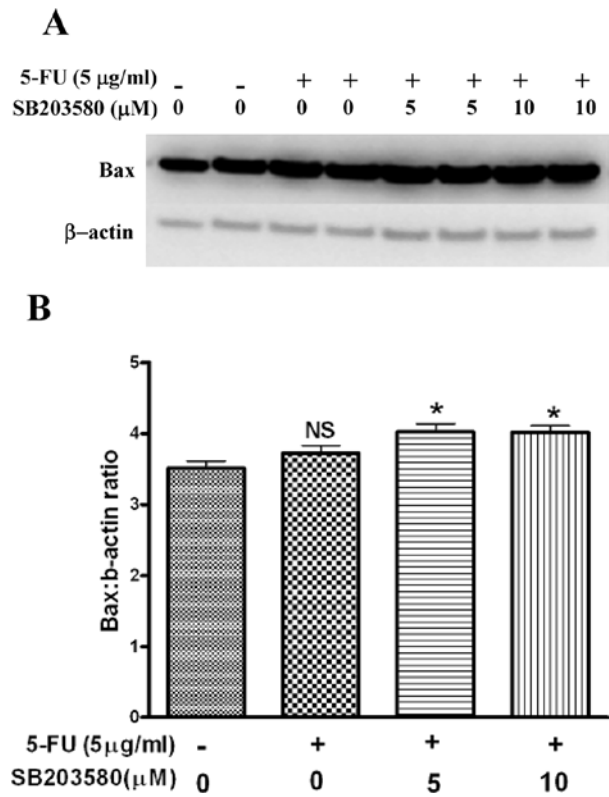 A
5-FU (5 μg/ml) - - + + + + + +
SB203580 (μM) 0 0 0 0 5 5 10 10
Bax
β-actin
B
Bax:b-actin ratio
5
4
3
2
1
0
NS
*
*
5-FU (5μg/ml) - + + +
SB203580(μM) 0 0 5 10